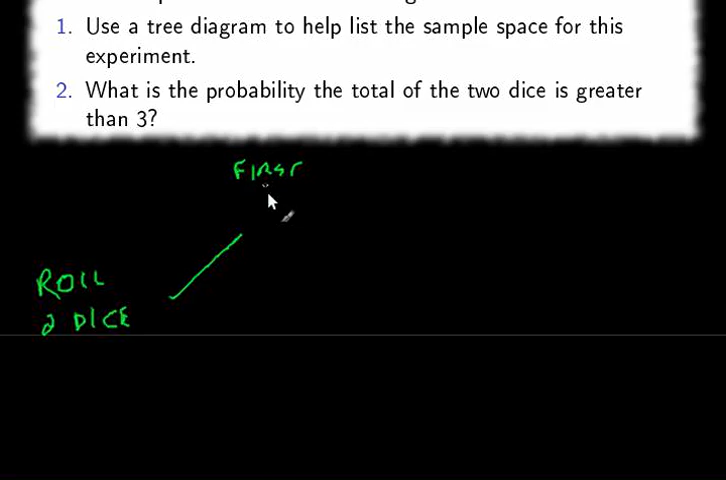 1. Use a tree diagram to help list the sample space for this
experiment.
2. What is the probability the total of the two dice is greater
than 3?
FIRST
ROLL
2 DICE